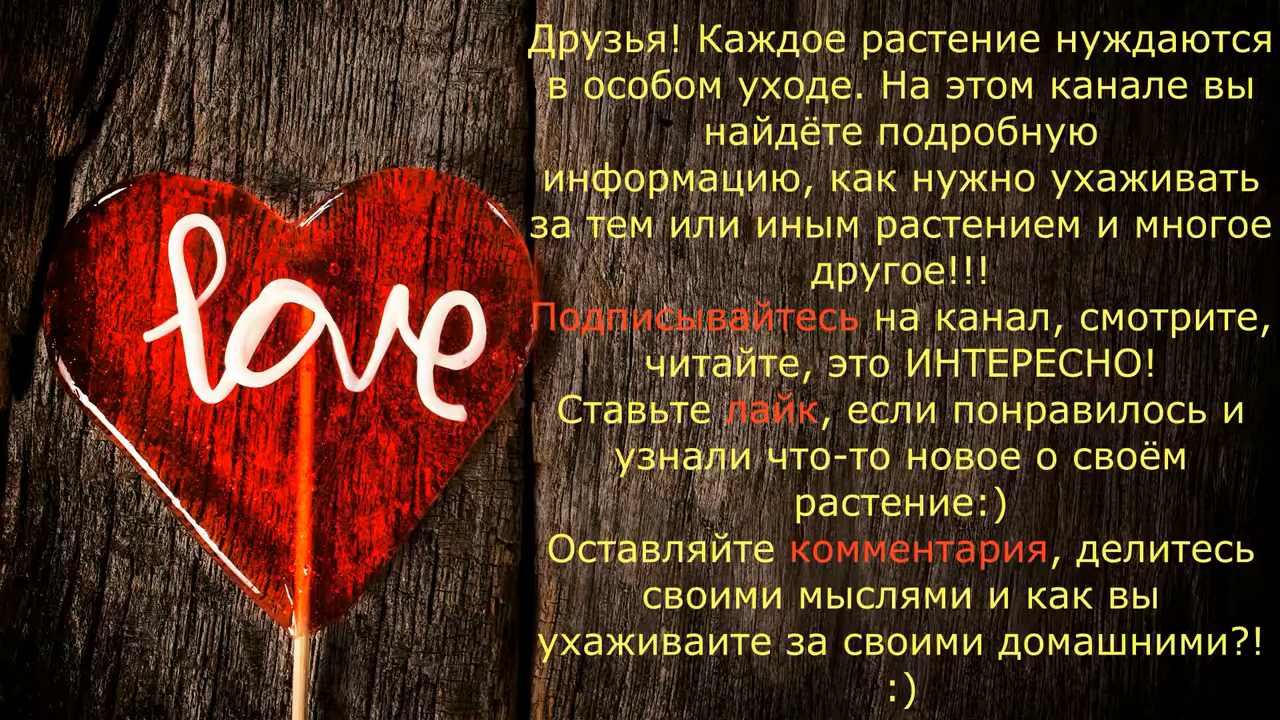 love
Друзья! Каждое растение нуждаются
в особом уходе. На этом канале вы
найдёте подробную
информацию, как нужно ухаживать
за тем или иным растением и многое
другое!!!
Подписывайтесь на канал, смотрите,
читайте, это ИНТЕРЕСНО!
Ставьте лайк, если понравилось и
узнали что-то новое о своём
растение:)
Оставляйте комментария, делитесь
своими мыслями и как вы
ухаживаите за своими домашними?!
:)